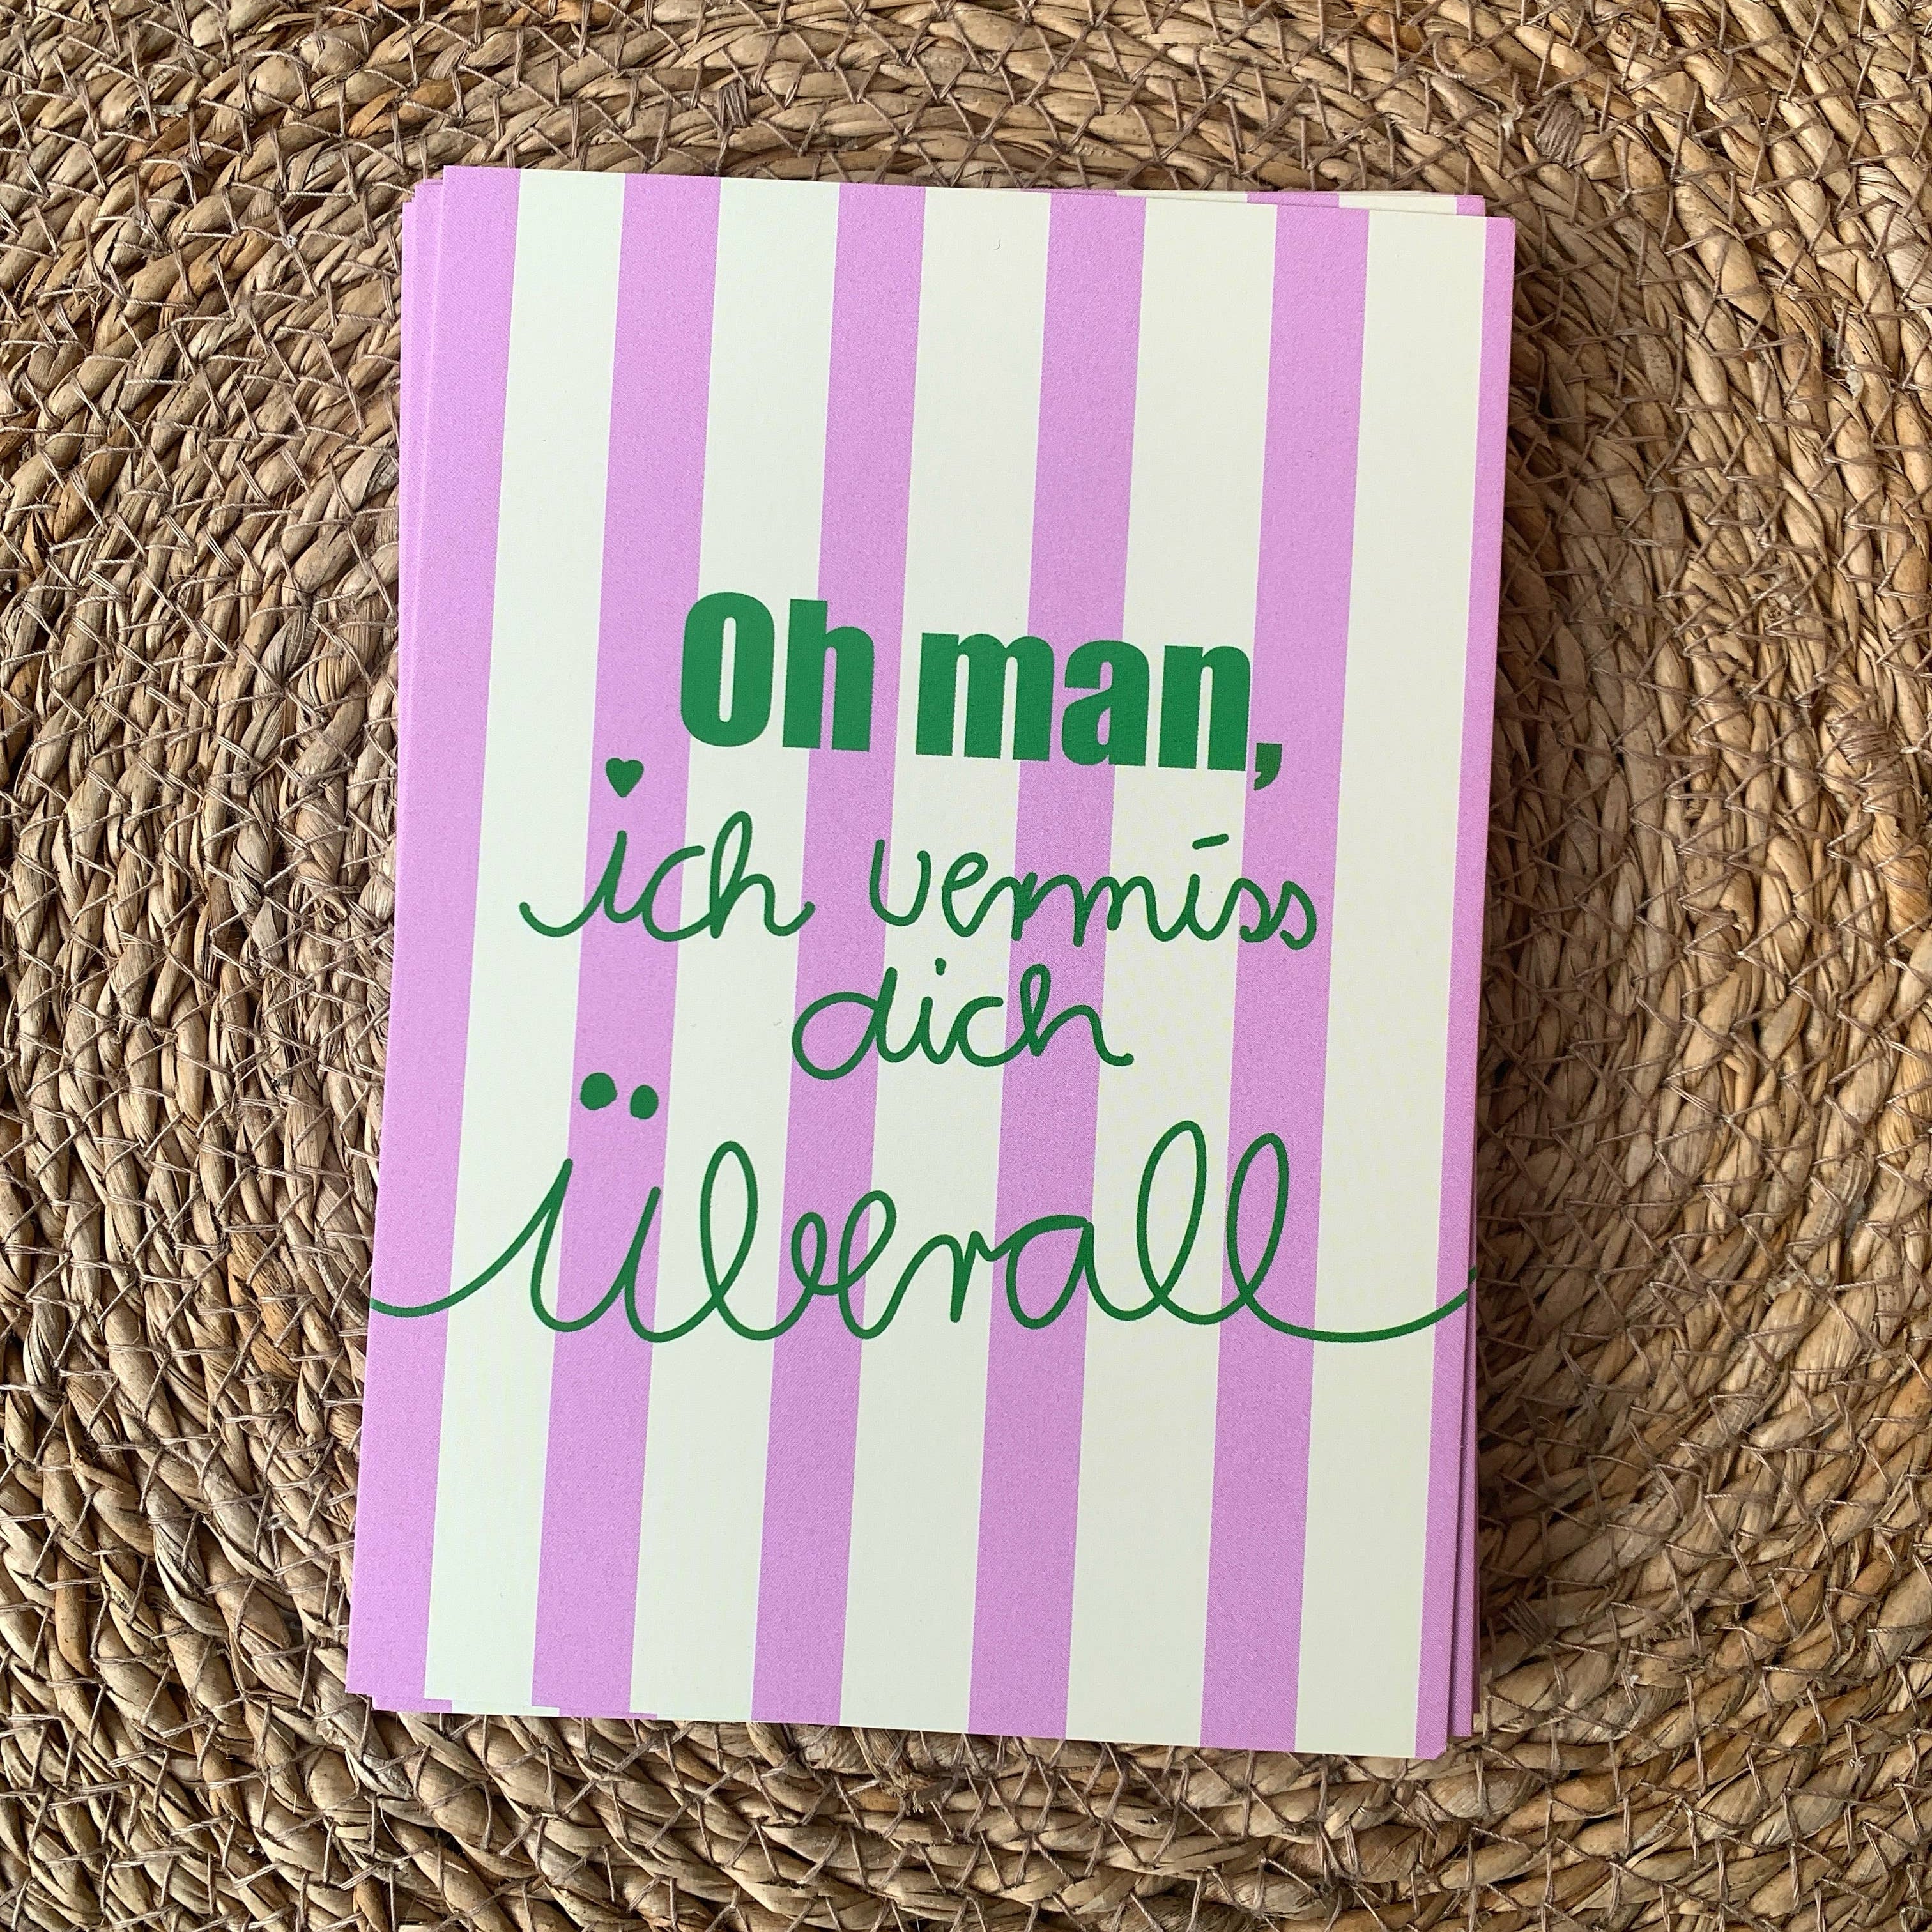 Oh man,
ich vermiss
dich
überall